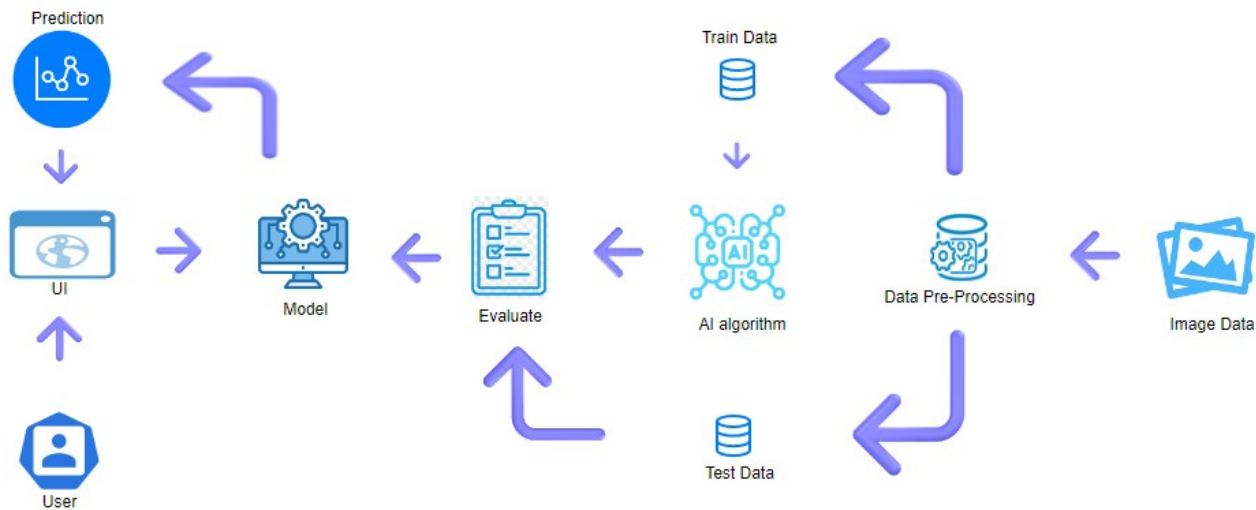 Prediction
Train Data
UI
Model
Evaluate
AI
AI algorithm
Data Pre-Processing
Image Data
Test Data
User